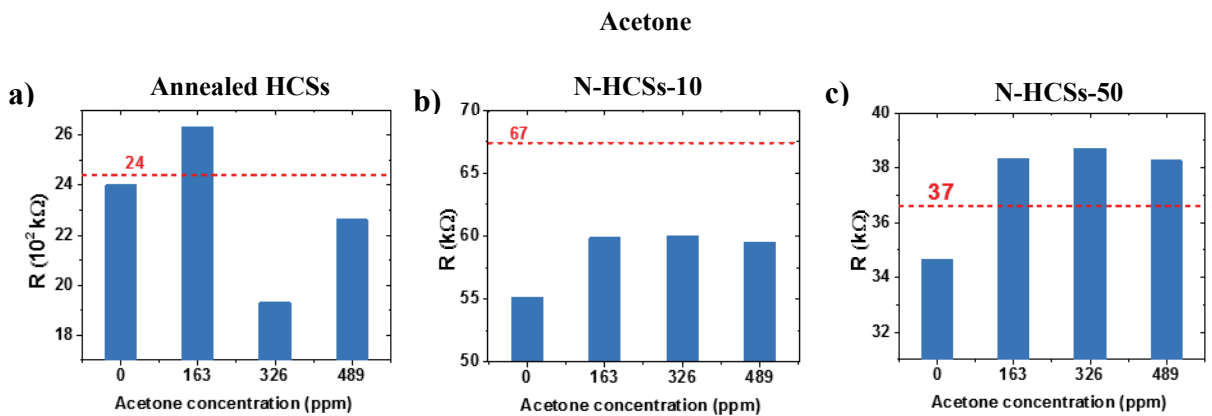 Acetone
a)
Annealed HCSs
26
24
22
20
18
24
R (10² kΩ)
0 163 326 489
Acetone concentration (ppm)
b)
N-HCSs-10
70
65
60
55
50
67
R (kΩ)
0 163 326 489
Acetone concentration (ppm)
c)
N-HCSs-50
40
38
36
34
32
37
R (kΩ)
0 163 326 489
Acetone concentration (ppm)